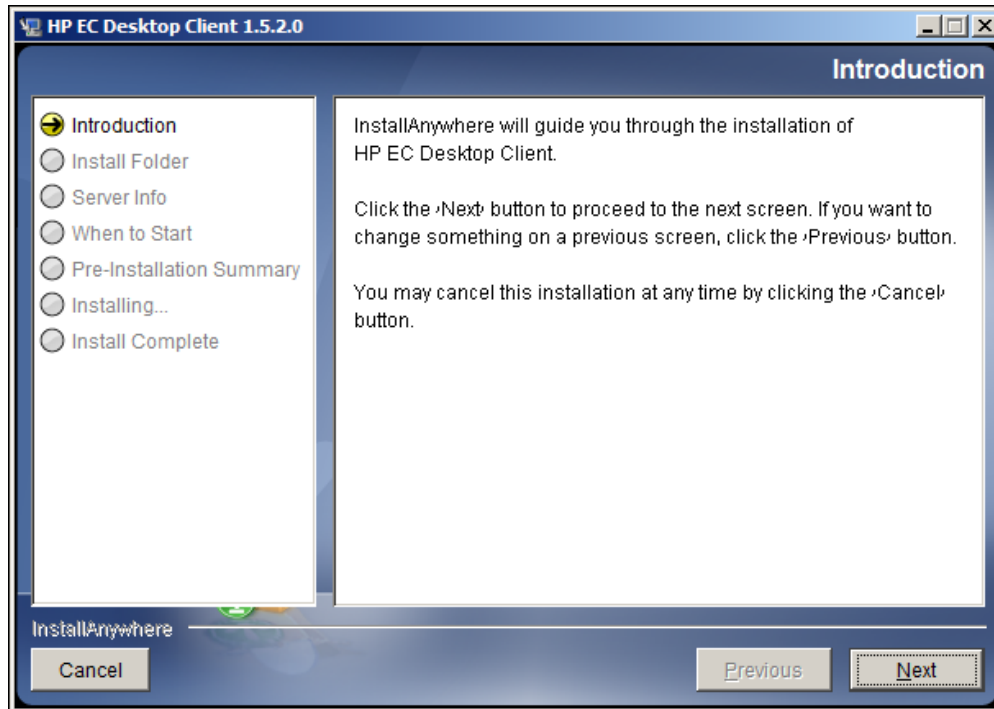 HP EC Desktop Client 1.5.2.0
Introduction
Introduction
Install Folder
Server Info
When to Start
Pre-Installation Summary
Installing...
Install Complete
InstallAnywhere will guide you through the installation of
HP EC Desktop Client.
Click the ›Next› button to proceed to the next screen. If you want to
change something on a previous screen, click the ›Previous› button.
You may cancel this installation at any time by clicking the ›Cancel›
button.
InstallAnywhere
Cancel
Previous
Next